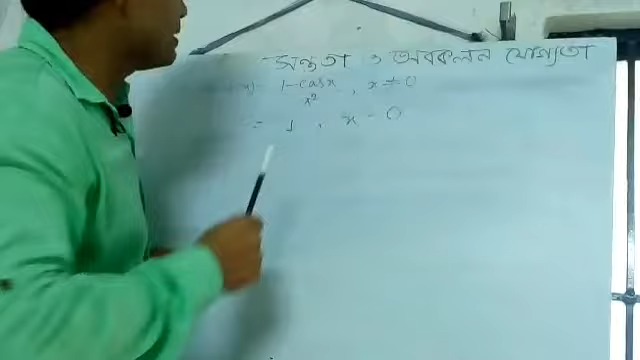 সন্ততা ও অবকলন যোগ্যতা
1-cosx / x² , x ≠ 0
= 1 , x = 0